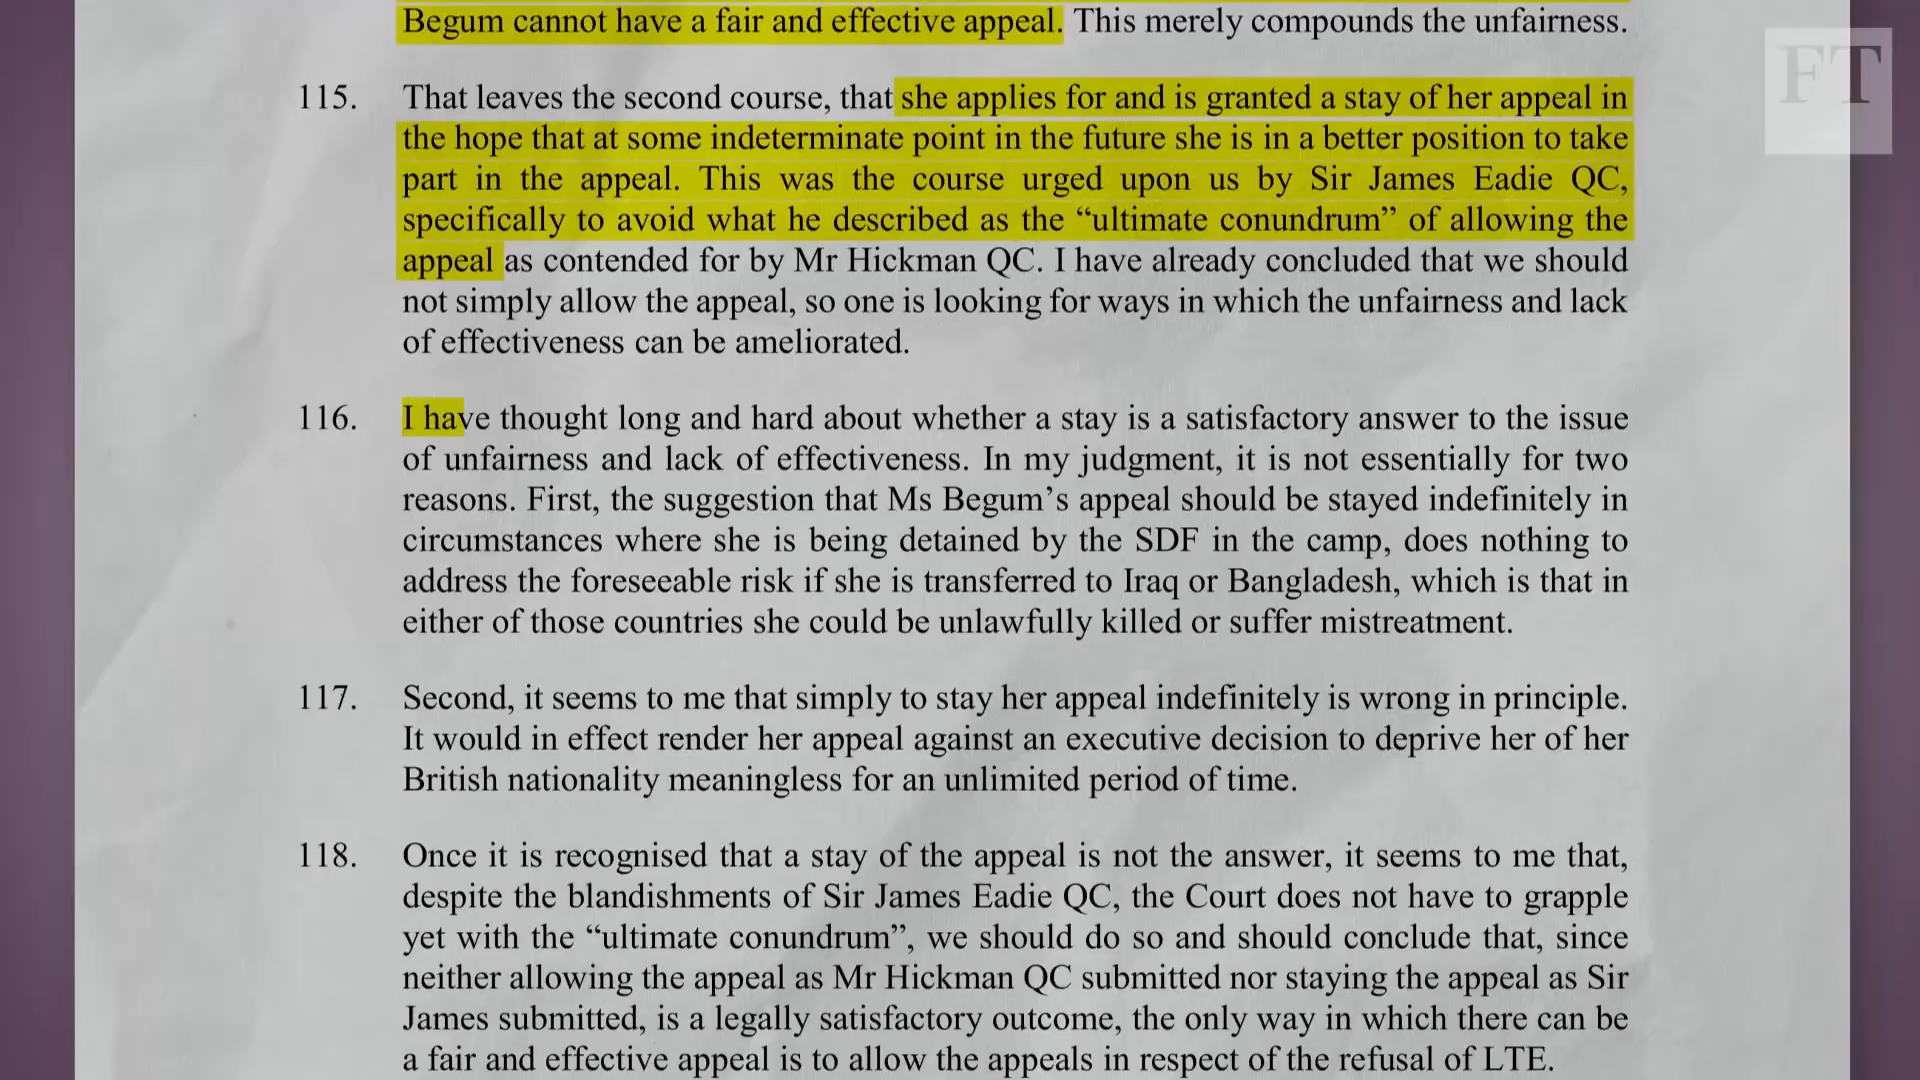 Begum cannot have a fair and effective appeal. This merely compounds the unfairness.
FT
115. That leaves the second course, that she applies for and is granted a stay of her appeal in
the hope that at some indeterminate point in the future she is in a better position to take
part in the appeal. This was the course urged upon us by Sir James Eadie QC,
specifically to avoid what he described as the “ultimate conundrum” of allowing the
appeal as contended for by Mr Hickman QC. I have already concluded that we should
not simply allow the appeal, so one is looking for ways in which the unfairness and lack
of effectiveness can be ameliorated.
116. I have thought long and hard about whether a stay is a satisfactory answer to the issue
of unfairness and lack of effectiveness. In my judgment, it is not essentially for two
reasons. First, the suggestion that Ms Begum’s appeal should be stayed indefinitely in
circumstances where she is being detained by the SDF in the camp, does nothing to
address the foreseeable risk if she is transferred to Iraq or Bangladesh, which is that in
either of those countries she could be unlawfully killed or suffer mistreatment.
117. Second, it seems to me that simply to stay her appeal indefinitely is wrong in principle.
It would in effect render her appeal against an executive decision to deprive her of her
British nationality meaningless for an unlimited period of time.
118. Once it is recognised that a stay of the appeal is not the answer, it seems to me that,
despite the blandishments of Sir James Eadie QC, the Court does not have to grapple
yet with the “ultimate conundrum”, we should do so and should conclude that, since
neither allowing the appeal as Mr Hickman QC submitted nor staying the appeal as Sir
James submitted, is a legally satisfactory outcome, the only way in which there can be
a fair and effective appeal is to allow the appeals in respect of the refusal of LTE.